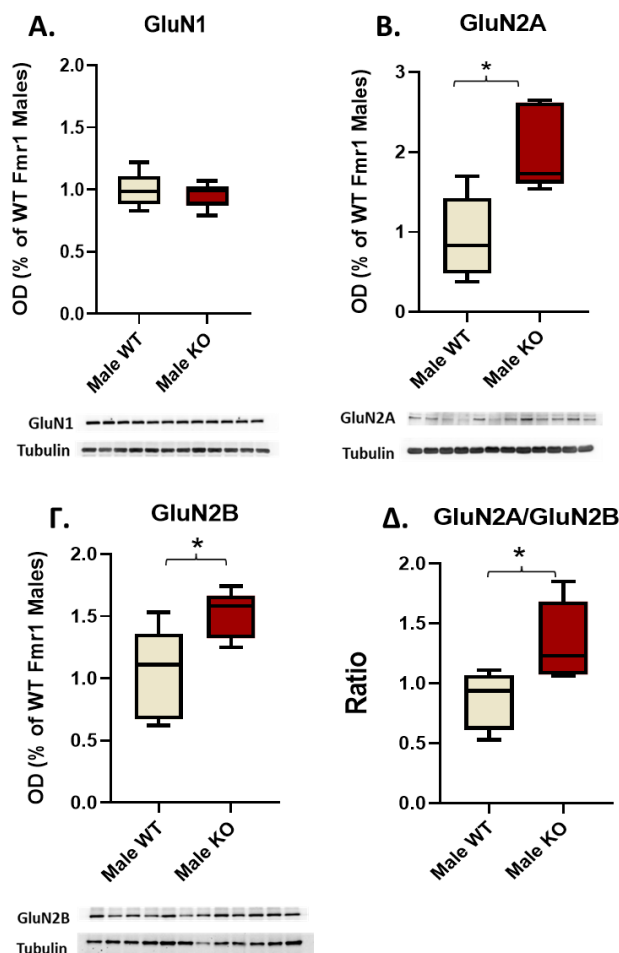 A.
GluN1
OD (% of WT Fmr1 Males)
2.0
1.5
1.0
0.5
0.0
Male WT
Male KO
GluN1
Tubulin
B.
GluN2A
*
OD (% of WT Fmr1 Males)
3
2
1
0
Male WT
Male KO
GluN2A
Tubulin
Γ.
GluN2B
*
OD (% of WT Fmr1 Males)
2.0
1.5
1.0
0.5
0.0
Male WT
Male KO
GluN2B
Tubulin
Δ.
GluN2A/GluN2B
*
Ratio
2.0
1.5
1.0
0.5
0.0
Male WT
Male KO